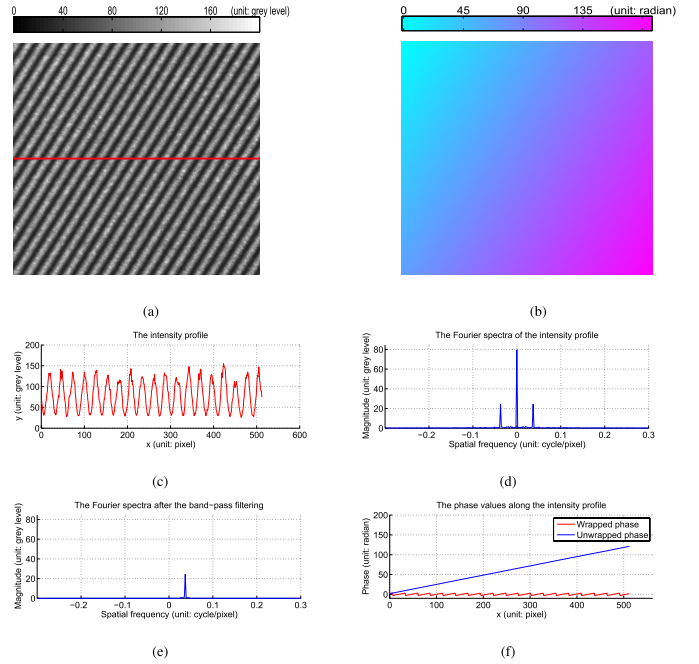 0 40 80 120 160 (unit: grey level)
0 45 90 135 (unit: radian)
(a)
(b)
The intensity profile
200
150
100
50
0
y (unit: grey level)
0 100 200 300 400 500 600
x (unit: pixel)
(c)
The Fourier spectra of the intensity profile
80
60
40
20
0
Magnitude (unit: grey level)
−0.2 −0.1 0 0.1 0.2 0.3
Spatial frequency (unit: cycle/pixel)
(d)
The Fourier spectra after the band−pass filtering
80
60
40
20
0
Magnitude (unit: grey level)
−0.2 −0.1 0 0.1 0.2 0.3
Spatial frequency (unit: cycle/pixel)
(e)
The phase values along the intensity profile
200
150
100
50
0
Phase (unit: radian)
Wrapped phase
Unwrapped phase
0 100 200 300 400 500
x (unit: pixel)
(f)